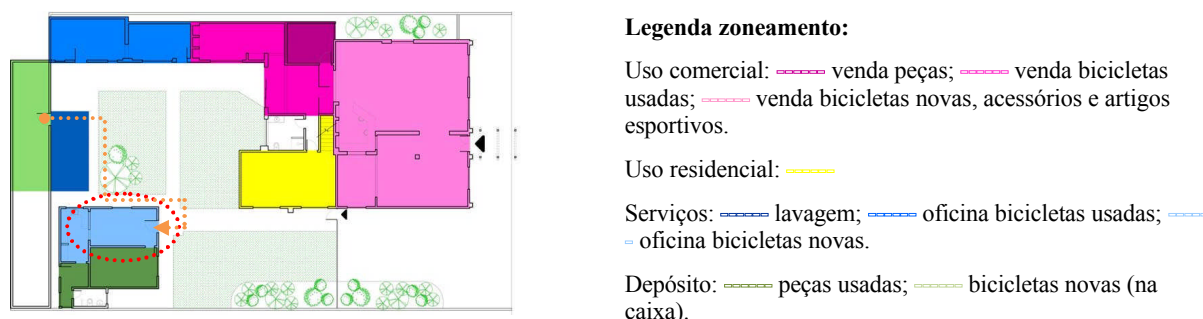 Legenda zoneamento:
Uso comercial: venda peças; venda bicicletas
usadas; venda bicicletas novas, acessórios e artigos
esportivos.
Uso residencial:
Serviços: lavagem; oficina bicicletas usadas;
oficina bicicletas novas.
Depósito: peças usadas; bicicletas novas (na
caixa).